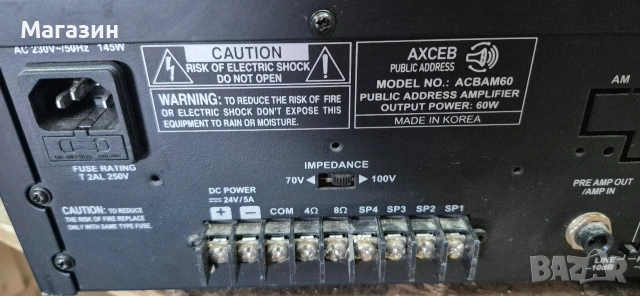 Магазин
AC 230V~/50Hz 145W
CAUTION
RISK OF ELECTRIC SHOCK
DO NOT OPEN
WARNING: TO REDUCE THE RISK OF FIRE
OR ELECTRIC SHOCK DON'T EXPOSE THIS
EQUIPMENT TO RAIN OR MOISTURE.
AXCEB
PUBLIC ADDRESS
MODEL NO.: ACBAM60
PUBLIC ADDRESS AMPLIFIER
OUTPUT POWER: 60W
MADE IN KOREA
AM
FUSE RATING
T 2AL 250V
IMPEDANCE
70V ◄ ► 100V
CAUTION: TO REDUCE
THE RISK OF FIRE REPLACE
ONLY WITH SAME TYPE FUSE.
DC POWER
24V/5A
+ − COM 4Ω 8Ω SP4 SP3 SP2 SP1
PRE AMP OUT
/AMP IN
LINE
-10dB
bazar
БАЗАР